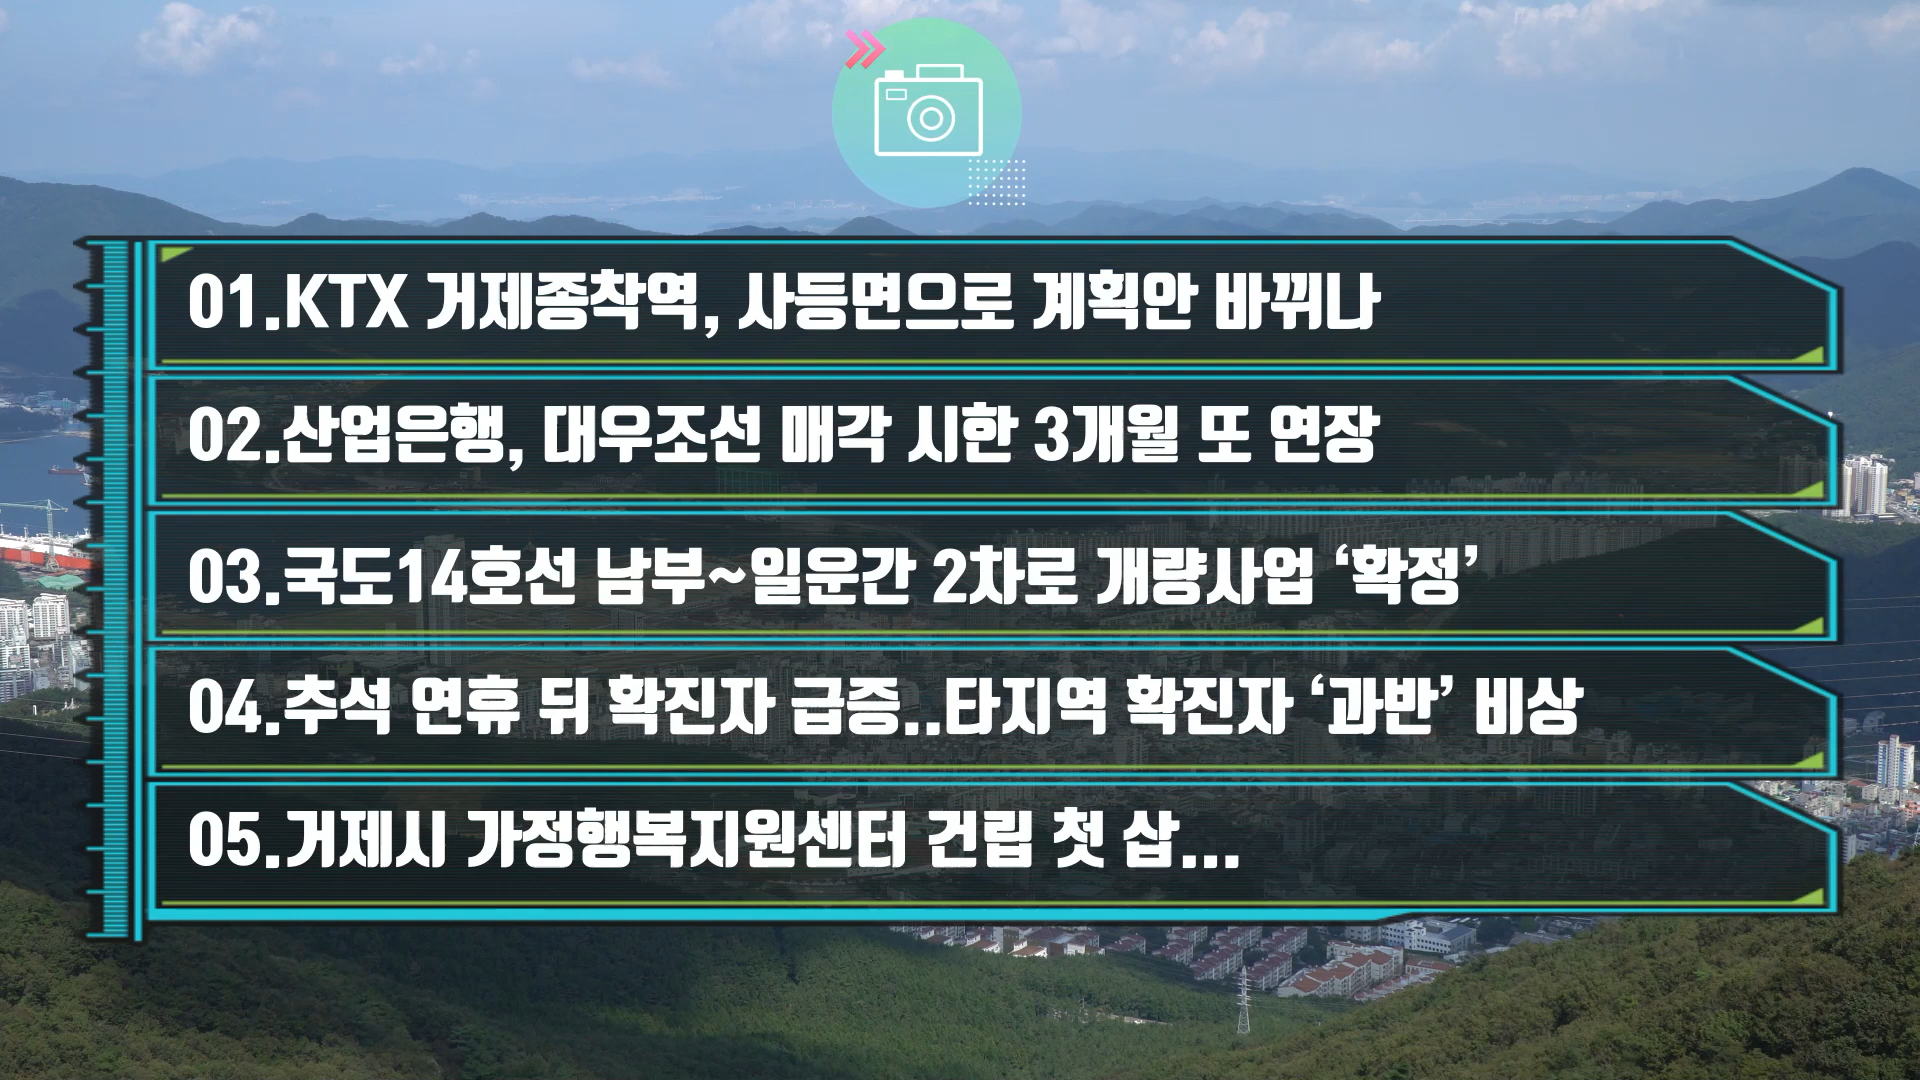 01.KTX 거제종착역, 사등면으로 계획안 바뀌나
02.산업은행, 대우조선 매각 시한 3개월 또 연장
03.국도14호선 남부~일운간 2차로 개량사업 ‘확정’
04.추석 연휴 뒤 확진자 급증..타지역 확진자 ‘과반’ 비상
05.거제시 가정행복지원센터 건립 첫 삽...